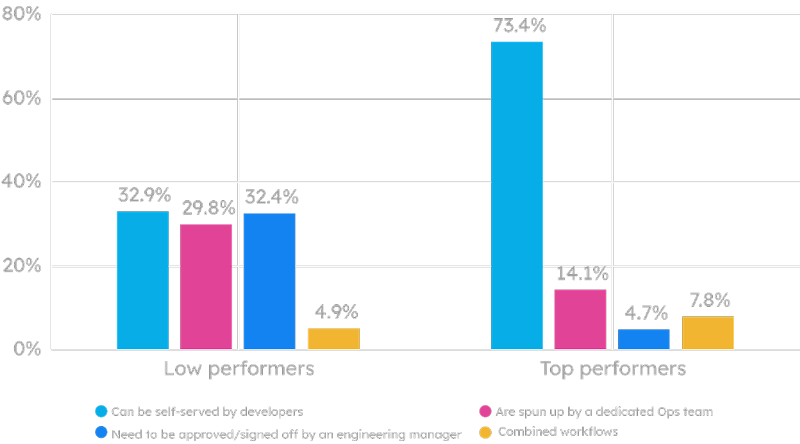 80%
73.4%
60%
40%
32.9%
29.8%
32.4%
20%
14.1%
4.9%
4.7%
7.8%
0%
Low performers
Top performers
Can be self-served by developers
Are spun up by a dedicated Ops team
Need to be approved/signed off by an engineering manager
Combined workflows